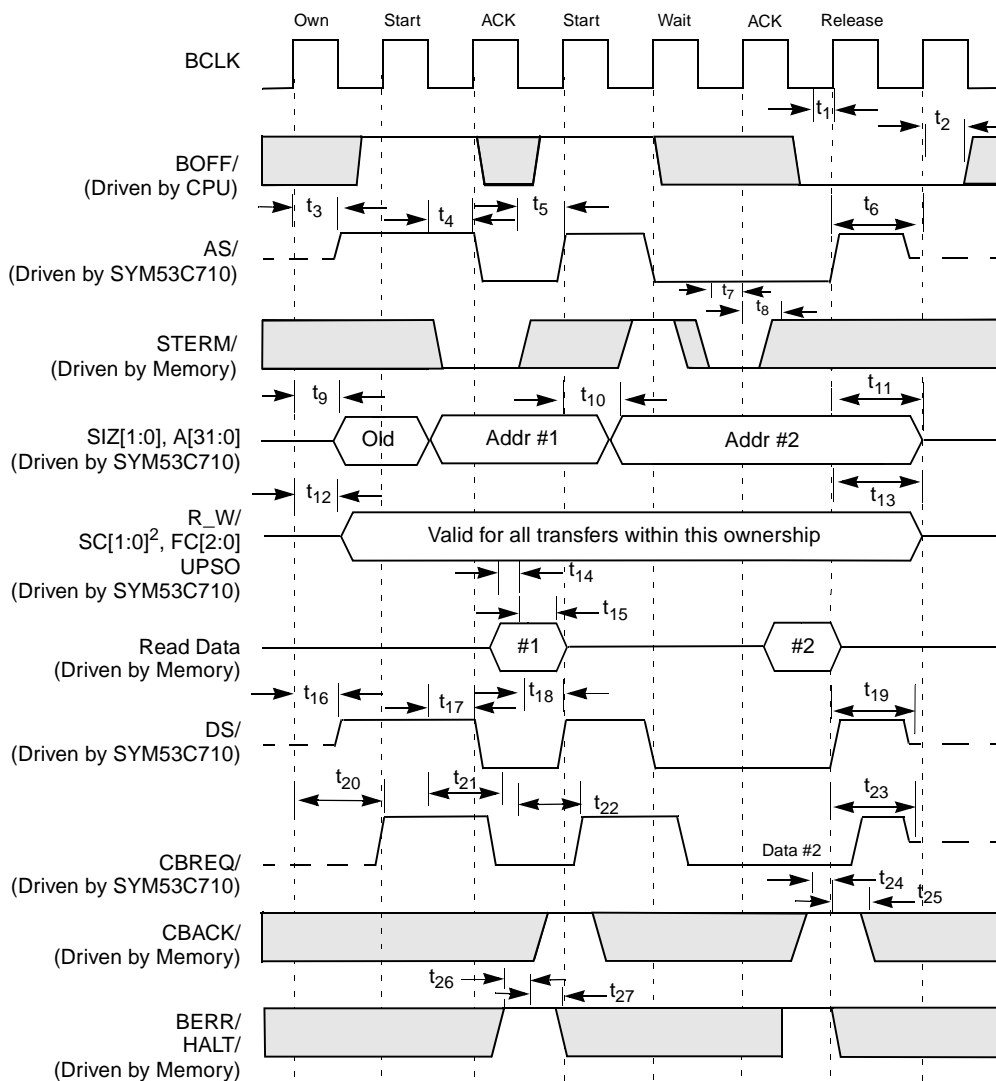 Own Start ACK Start Wait ACK Release
BCLK
t1
t2
BOFF/
(Driven by CPU)
t3 t4 t5 t6
AS/
(Driven by SYM53C710)
t7
t8
STERM/
(Driven by Memory)
t9 t10 t11
SIZ[1:0], A[31:0]
(Driven by SYM53C710)
Old Addr #1 Addr #2
t12 t13
R_W/
SC[1:0]2, FC[2:0]
UPSO
(Driven by SYM53C710)
Valid for all transfers within this ownership
t14
t15
Read Data
(Driven by Memory)
#1 #2
t16 t17 t18 t19
DS/
(Driven by SYM53C710)
t20 t21 t22 t23
CBREQ/
(Driven by SYM53C710)
Data #2
t24
t25
CBACK/
(Driven by Memory)
t26
t27
BERR/
HALT/
(Driven by Memory)